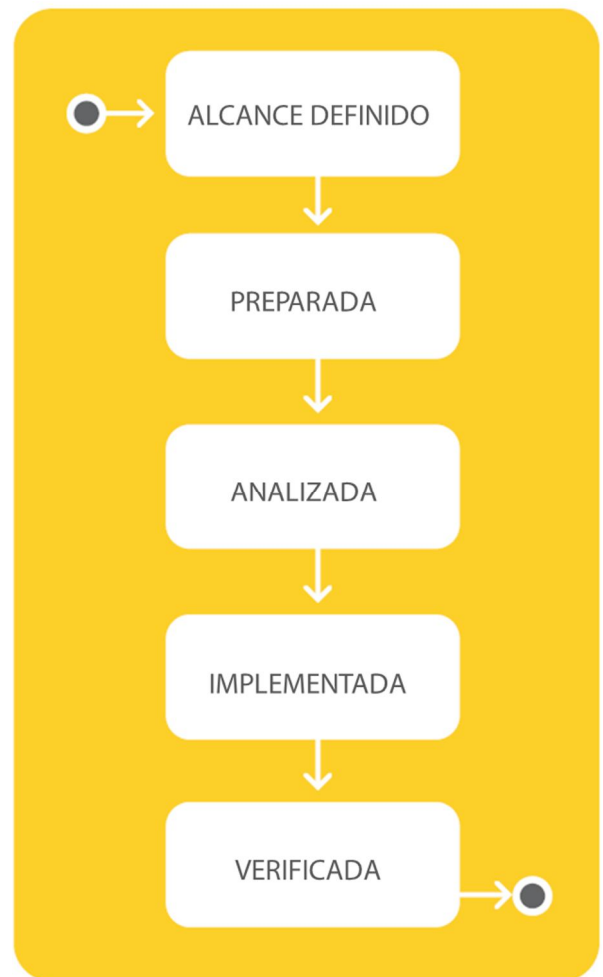 ALCANCE DEFINIDO
PREPARADA
ANALIZADA
IMPLEMENTADA
VERIFICADA